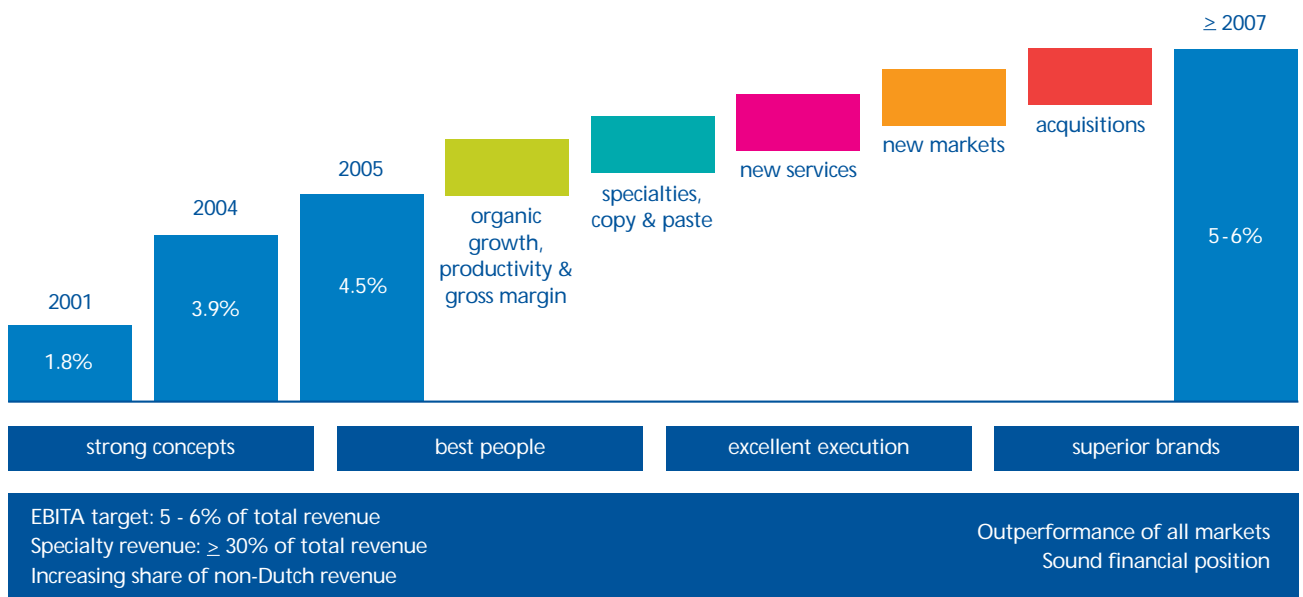 ≥ 2007
2001
1.8%
2004
3.9%
2005
4.5%
organic
growth,
productivity &
gross margin
specialties,
copy & paste
new services
new markets
acquisitions
5-6%
strong concepts
best people
excellent execution
superior brands
EBITA target: 5 - 6% of total revenue
Specialty revenue: ≥ 30% of total revenue
Increasing share of non-Dutch revenue
Outperformance of all markets
Sound financial position